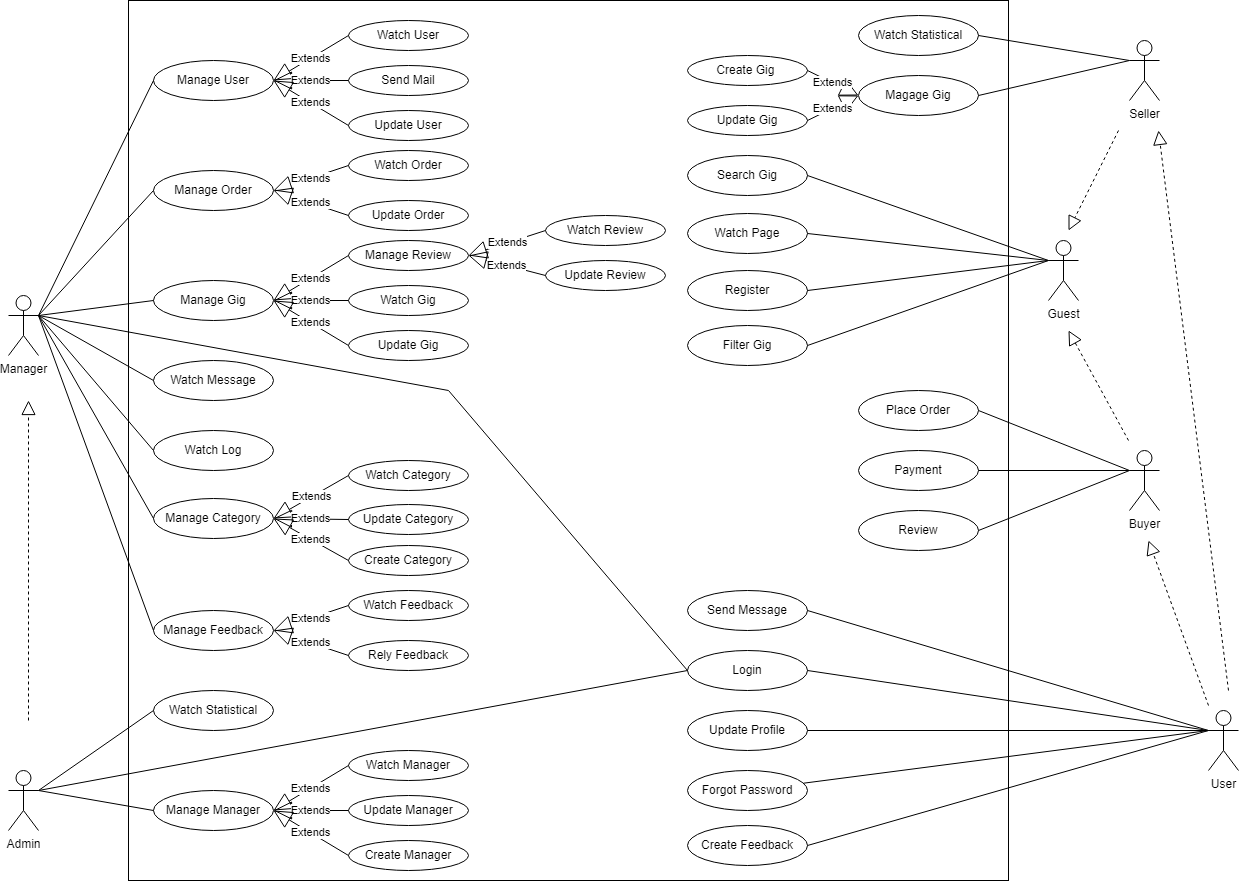 Watch User
Extends
Manage User
Extends
Send Mail
Extends
Update User
Watch Order
Extends
Manage Order
Extends
Update Order
Manage Review
Extends
Watch Review
Extends
Update Review
Extends
Manage Gig
Extends
Watch Gig
Extends
Update Gig
Manager
Watch Message
Watch Log
Watch Category
Extends
Manage Category
Extends
Update Category
Extends
Create Category
Watch Feedback
Extends
Manage Feedback
Extends
Rely Feedback
Watch Statistical
Watch Manager
Extends
Manage Manager
Extends
Update Manager
Extends
Create Manager
Admin
Watch Statistical
Create Gig
Extends
Magage Gig
Extends
Update Gig
Seller
Search Gig
Watch Page
Register
Filter Gig
Guest
Place Order
Payment
Review
Buyer
Send Message
Login
Update Profile
Forgot Password
Create Feedback
User